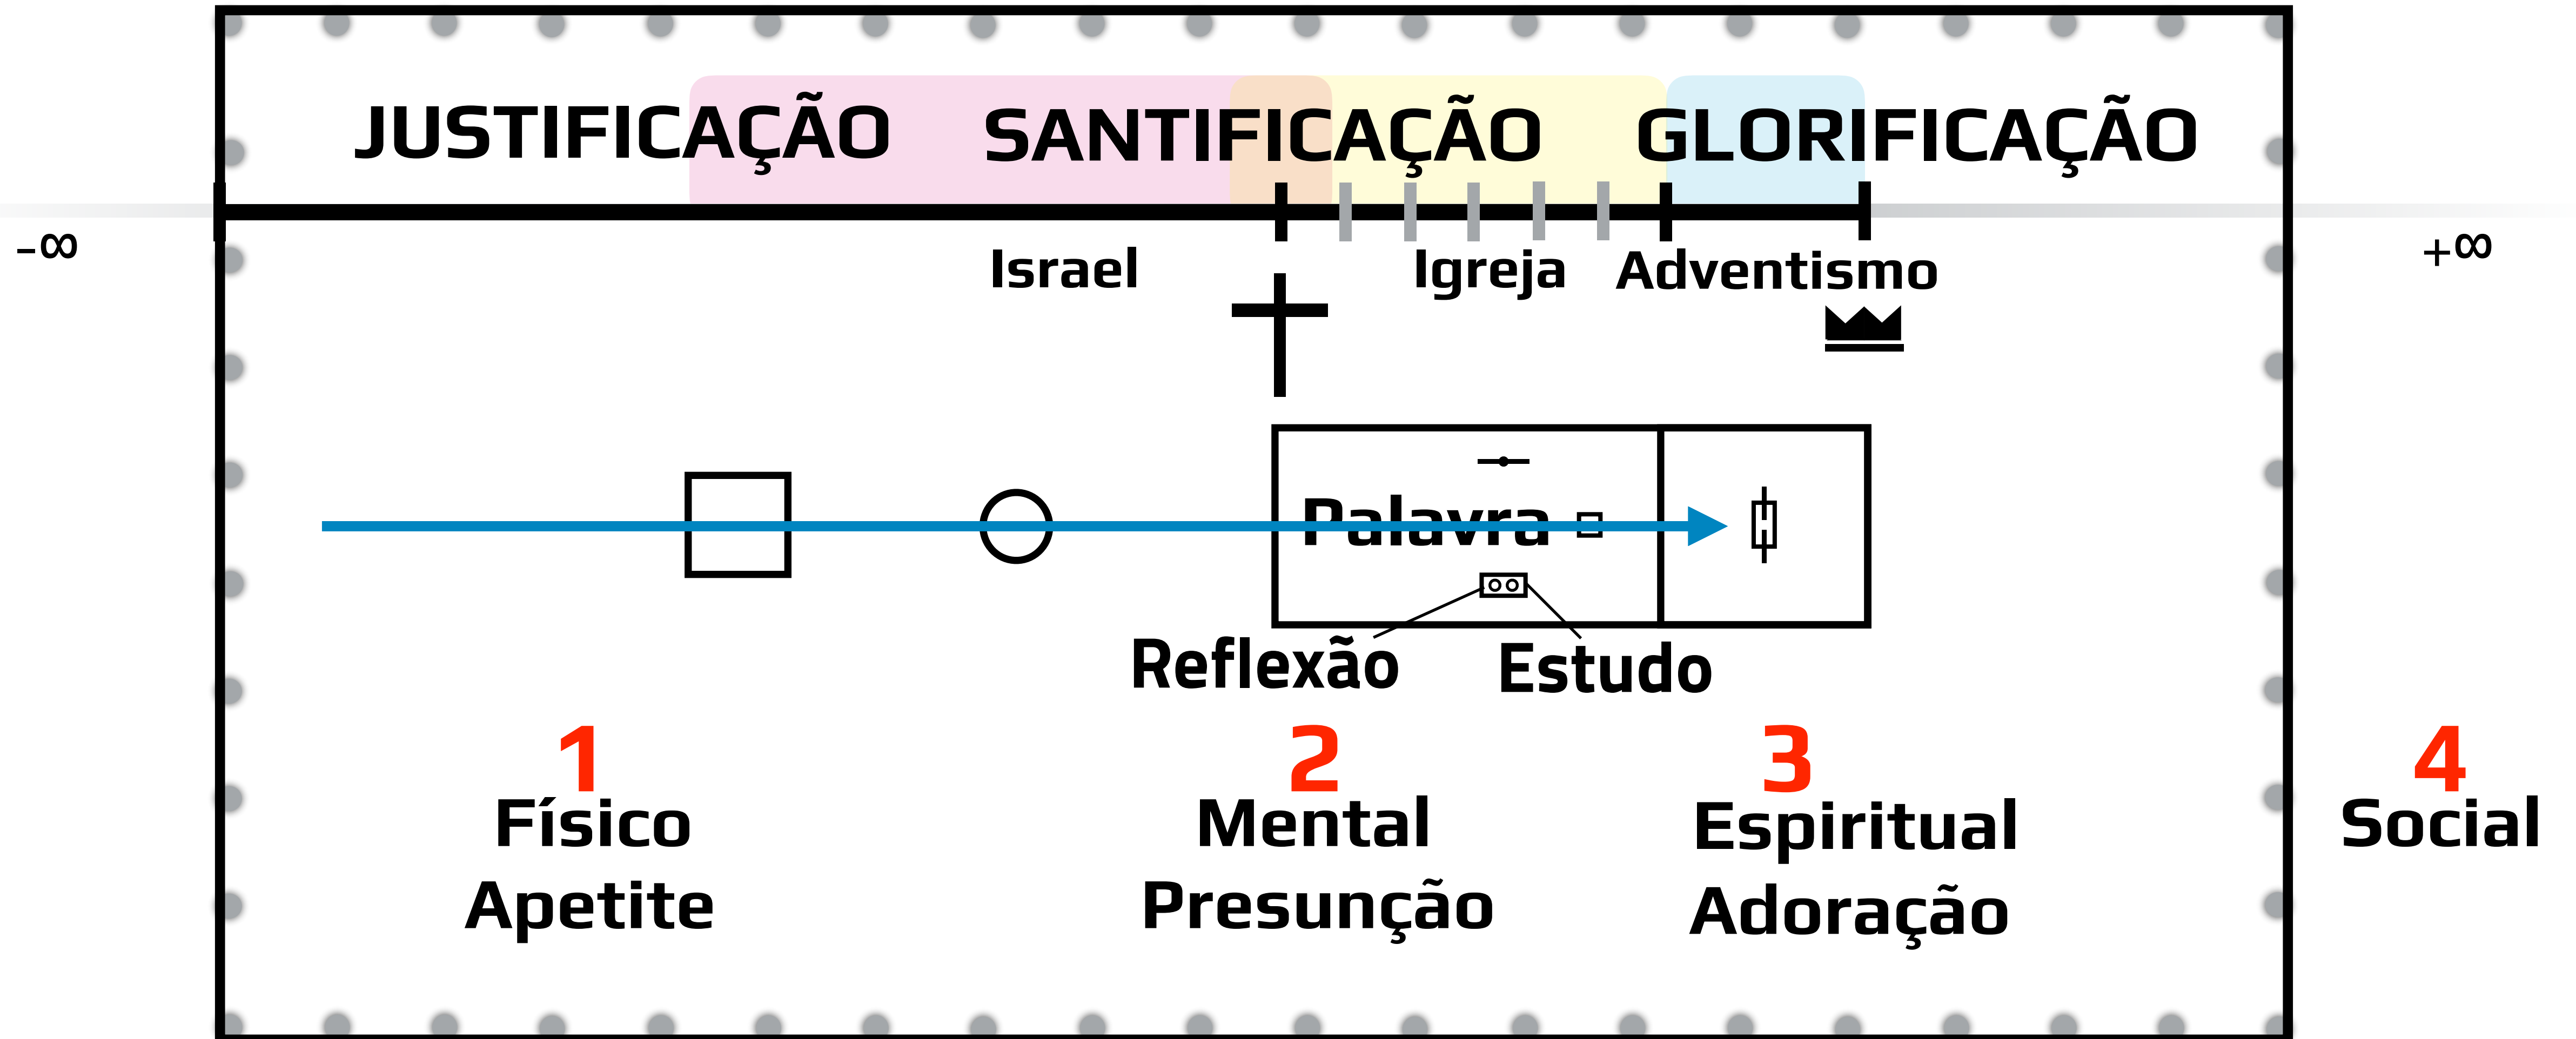 JUSTIFICAÇÃO SANTIFICAÇÃO GLORIFICAÇÃO
-∞ +∞
Israel Igreja Adventismo
Palavra
Reflexão Estudo
1 2 3 4
Físico Mental Espiritual Social
Apetite Presunção Adoração